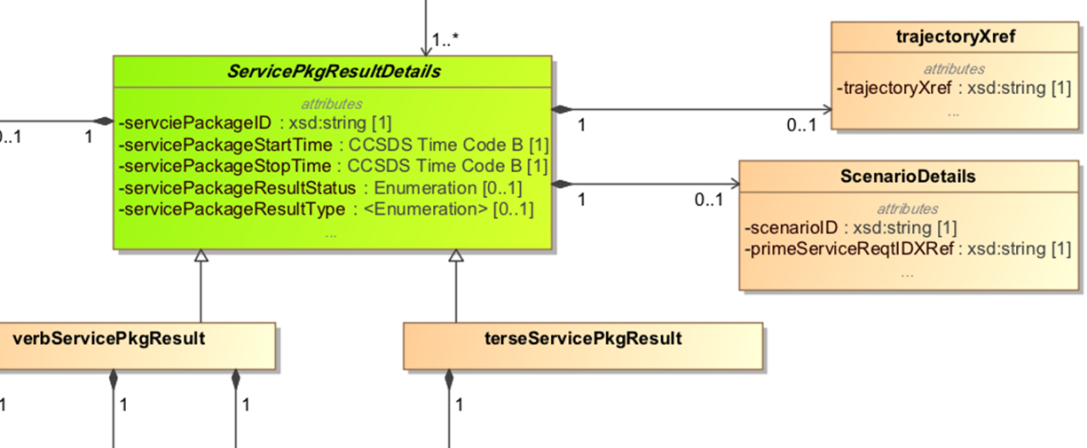 1..*
ServicePkgResultDetails
attributes
-servciePackageID : xsd:string [1]
-servicePackageStartTime : CCSDS Time Code B [1]
-servicePackageStopTime : CCSDS Time Code B [1]
-servicePackageResultStatus : Enumeration [0..1]
-servicePackageResultType : <Enumeration> [0..1]
...
0..1
1
1
0..1
1
0..1
trajectoryXref
attributes
-trajectoryXref : xsd:string [1]
...
ScenarioDetails
attributes
-scenarioID : xsd:string [1]
-primeServiceReqtIDXRef : xsd:string [1]
...
verbServicePkgResult
terseServicePkgResult
1
1
1
1